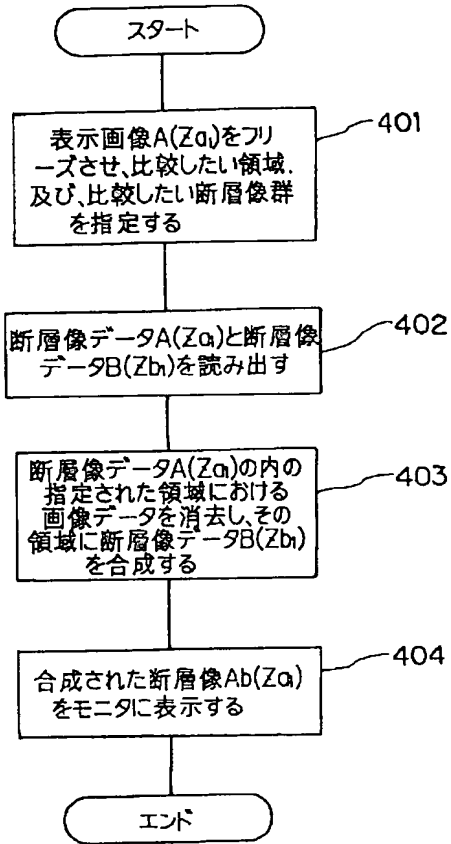 スタート
表示画像A(Za₁)をフリ
ーズさせ、比較したい領域.
及び、比較したい断層像群
を指定する
401
断層像データA(Za₁)と断層像
データB(Zb₁)を読み出す
402
断層像データA(Za₁)の内の
指定された領域における
画像データを消去し、その
領域に断層像データB(Zb₁)
を合成する
403
合成された断層像Ab(Za₁)
をモニタに表示する
404
エンド